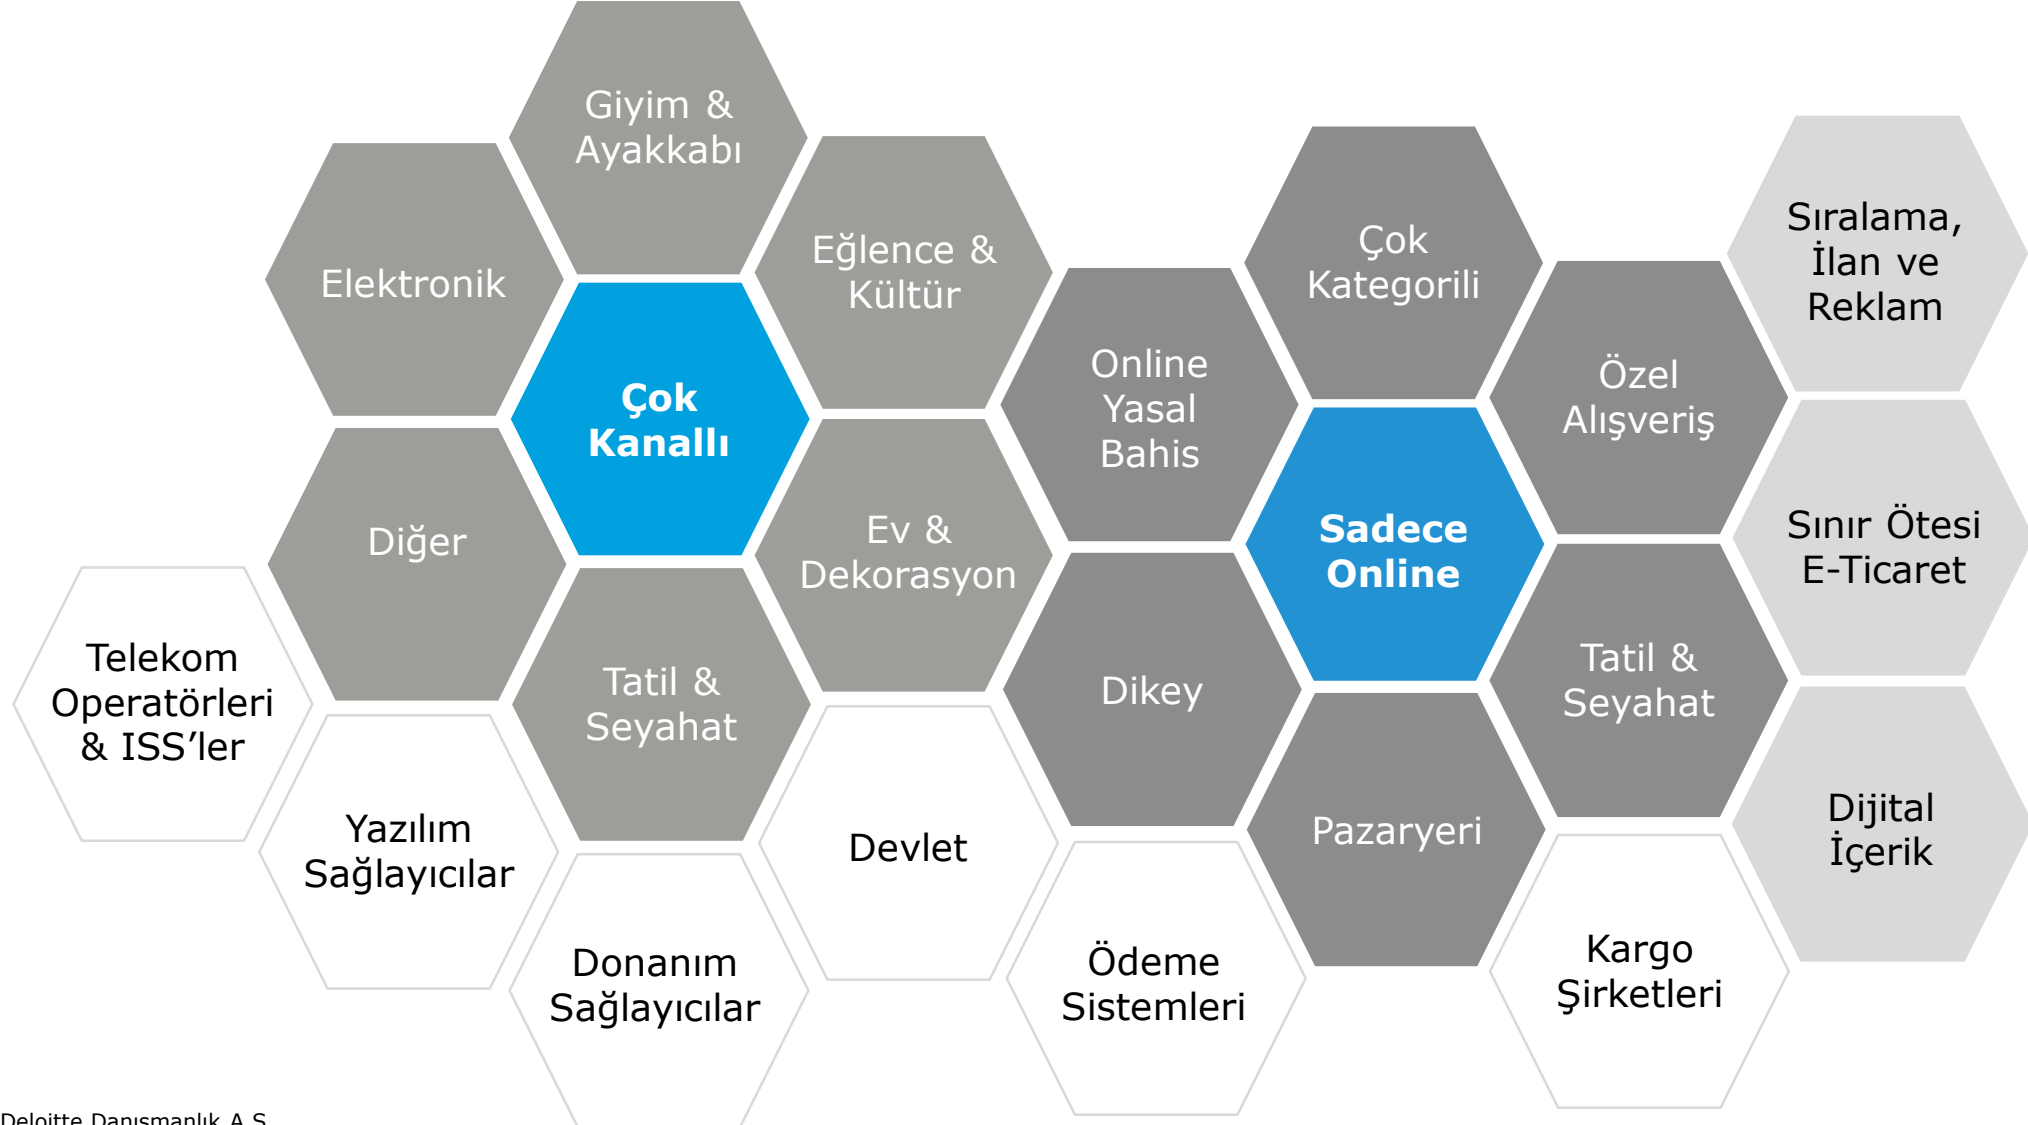 Giyim &
Ayakkabı
Elektronik
Eğlence &
Kültür
Çok
Kanallı
Diğer
Ev &
Dekorasyon
Tatil &
Seyahat
Çok
Kategorili
Online
Yasal
Bahis
Özel
Alışveriş
Sadece
Online
Dikey
Tatil &
Seyahat
Pazaryeri
Sıralama,
İlan ve
Reklam
Sınır Ötesi
E-Ticaret
Dijital
İçerik
Telekom
Operatörleri
& ISS’ler
Yazılım
Sağlayıcılar
Donanım
Sağlayıcılar
Devlet
Ödeme
Sistemleri
Kargo
Şirketleri
Deloitte Danışmanlık A.Ş.